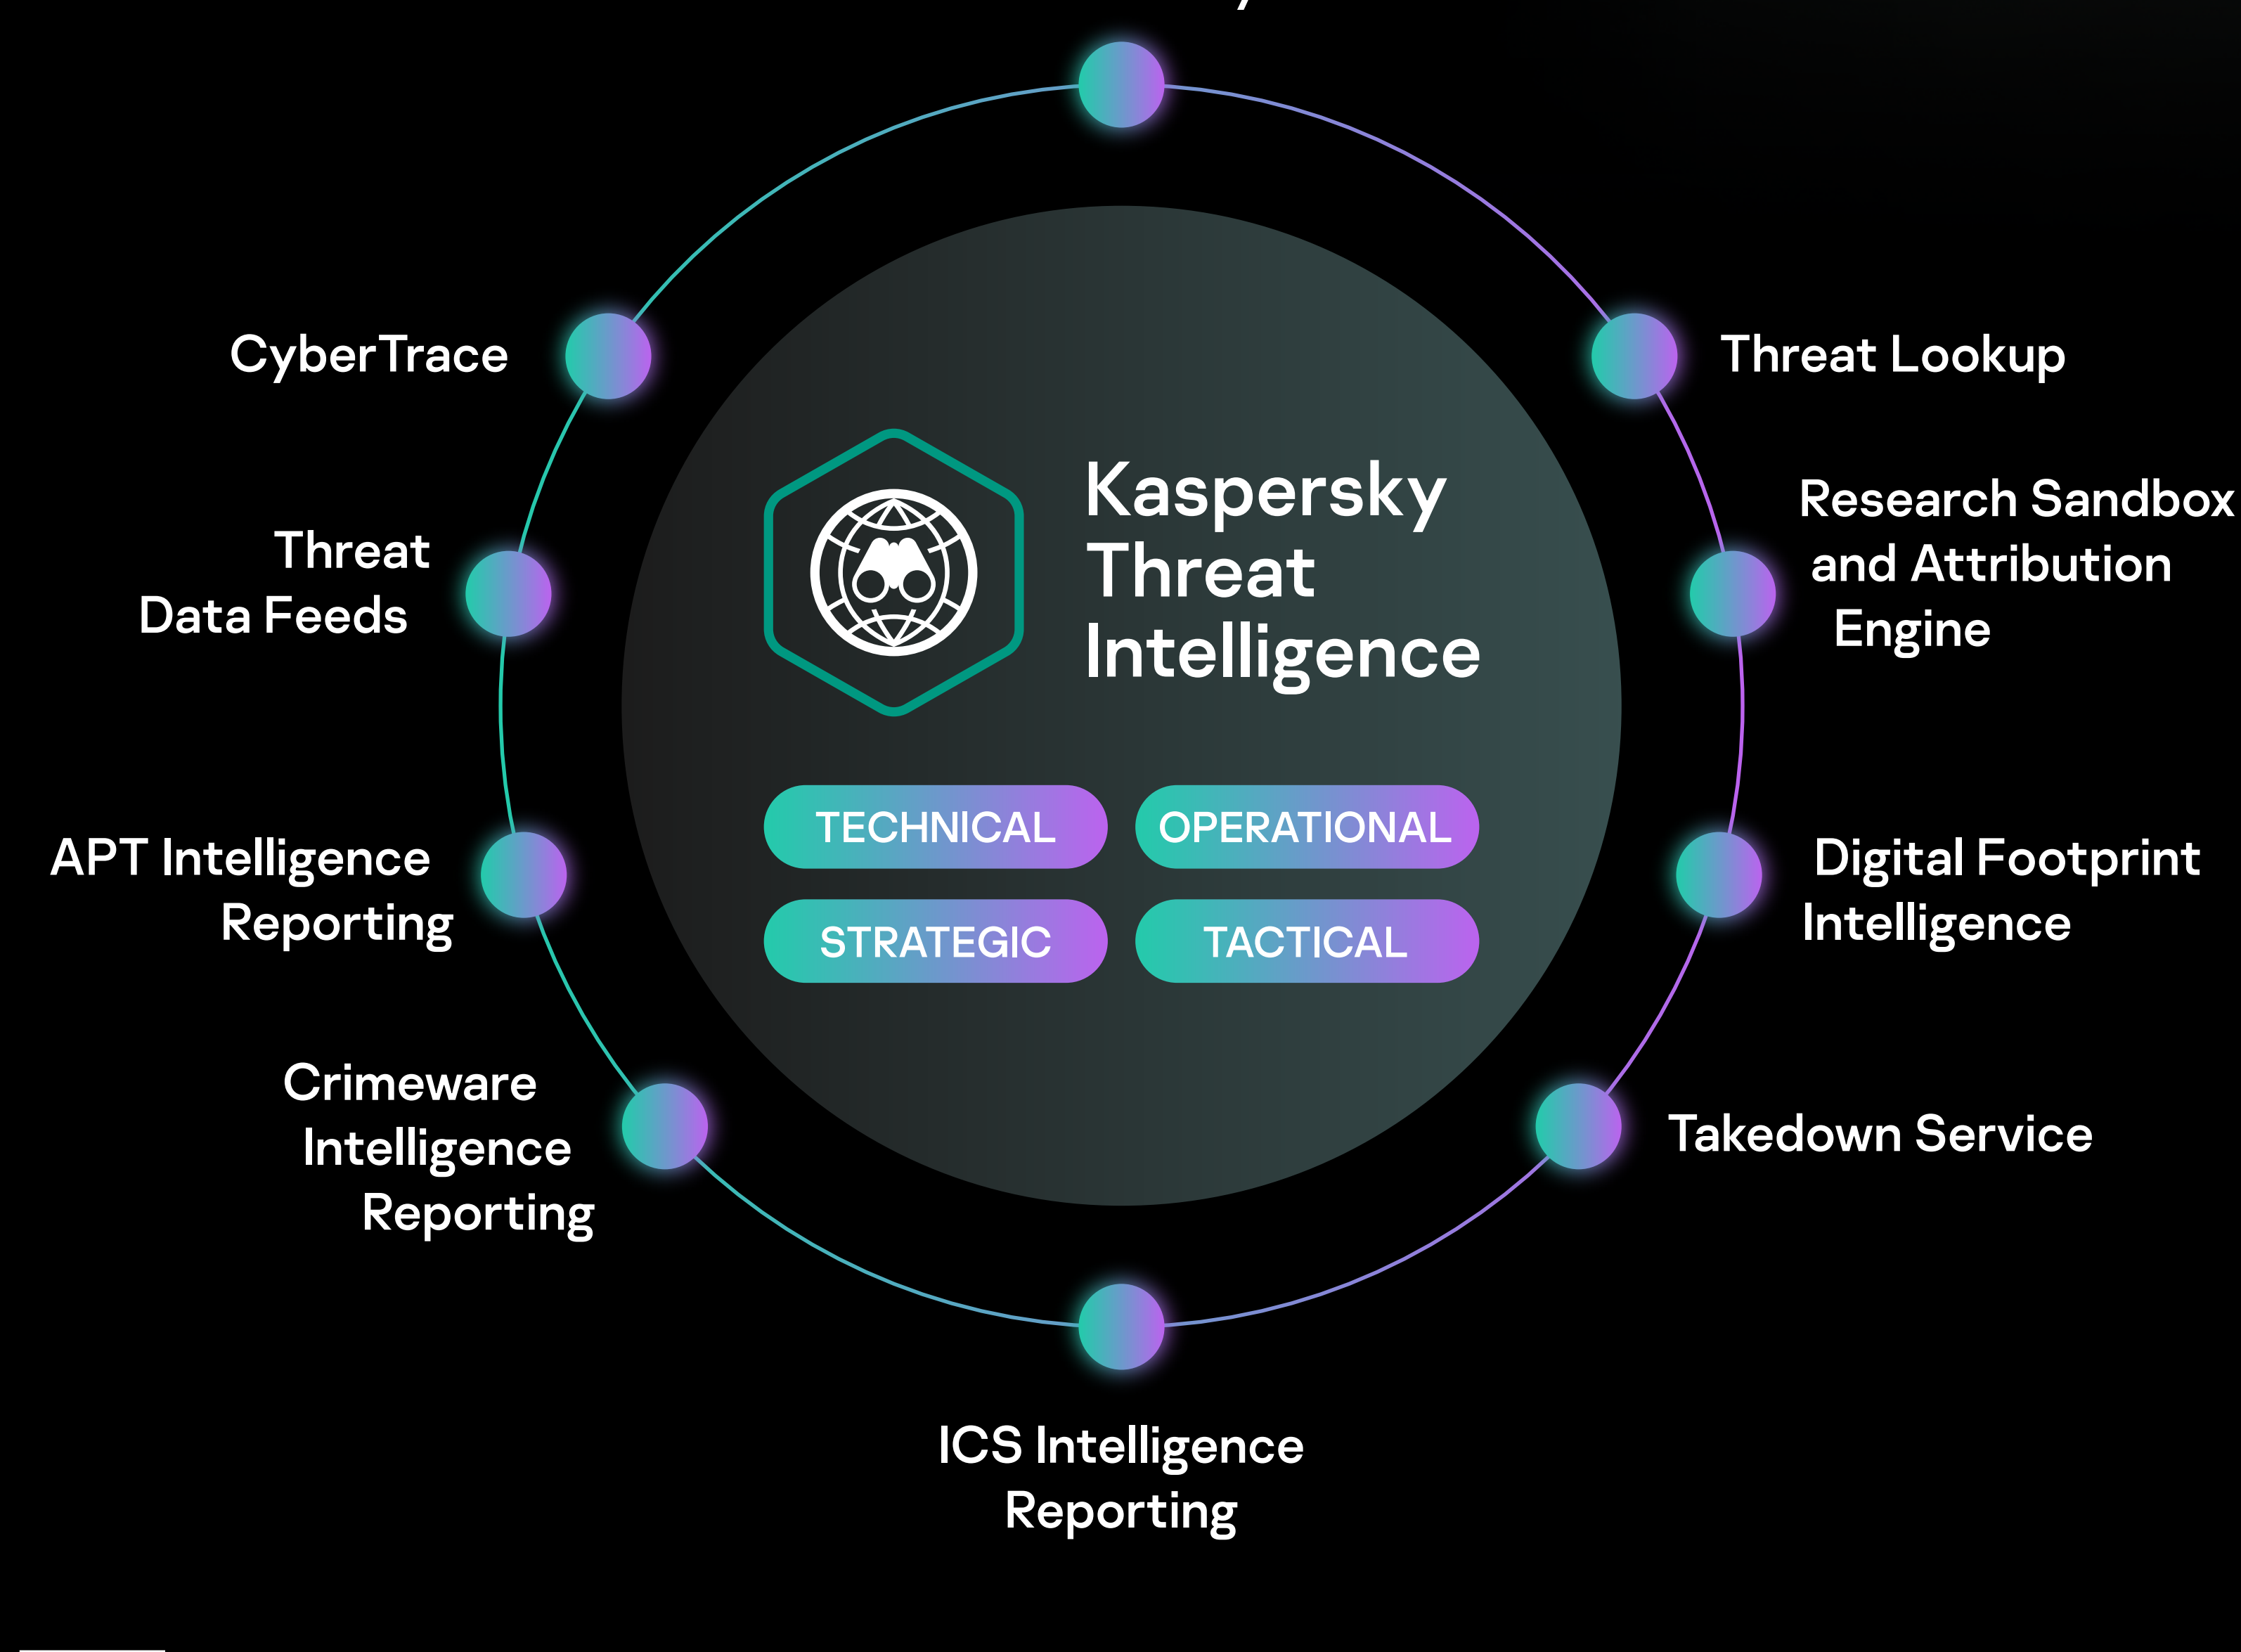 CyberTrace
Threat Lookup
Threat
Data Feeds
Research Sandbox
and Attribution
Engine
Kaspersky
Threat
Intelligence
TECHNICAL
OPERATIONAL
STRATEGIC
TACTICAL
APT Intelligence
Reporting
Digital Footprint
Intelligence
Crimeware
Intelligence
Reporting
Takedown Service
ICS Intelligence
Reporting